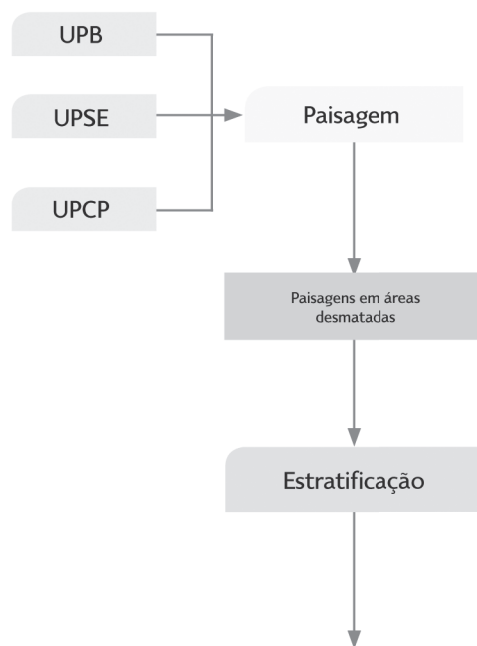 UPB
UPSE
UPCP
Paisagem
Paisagens em áreas
desmatadas
Estratificação